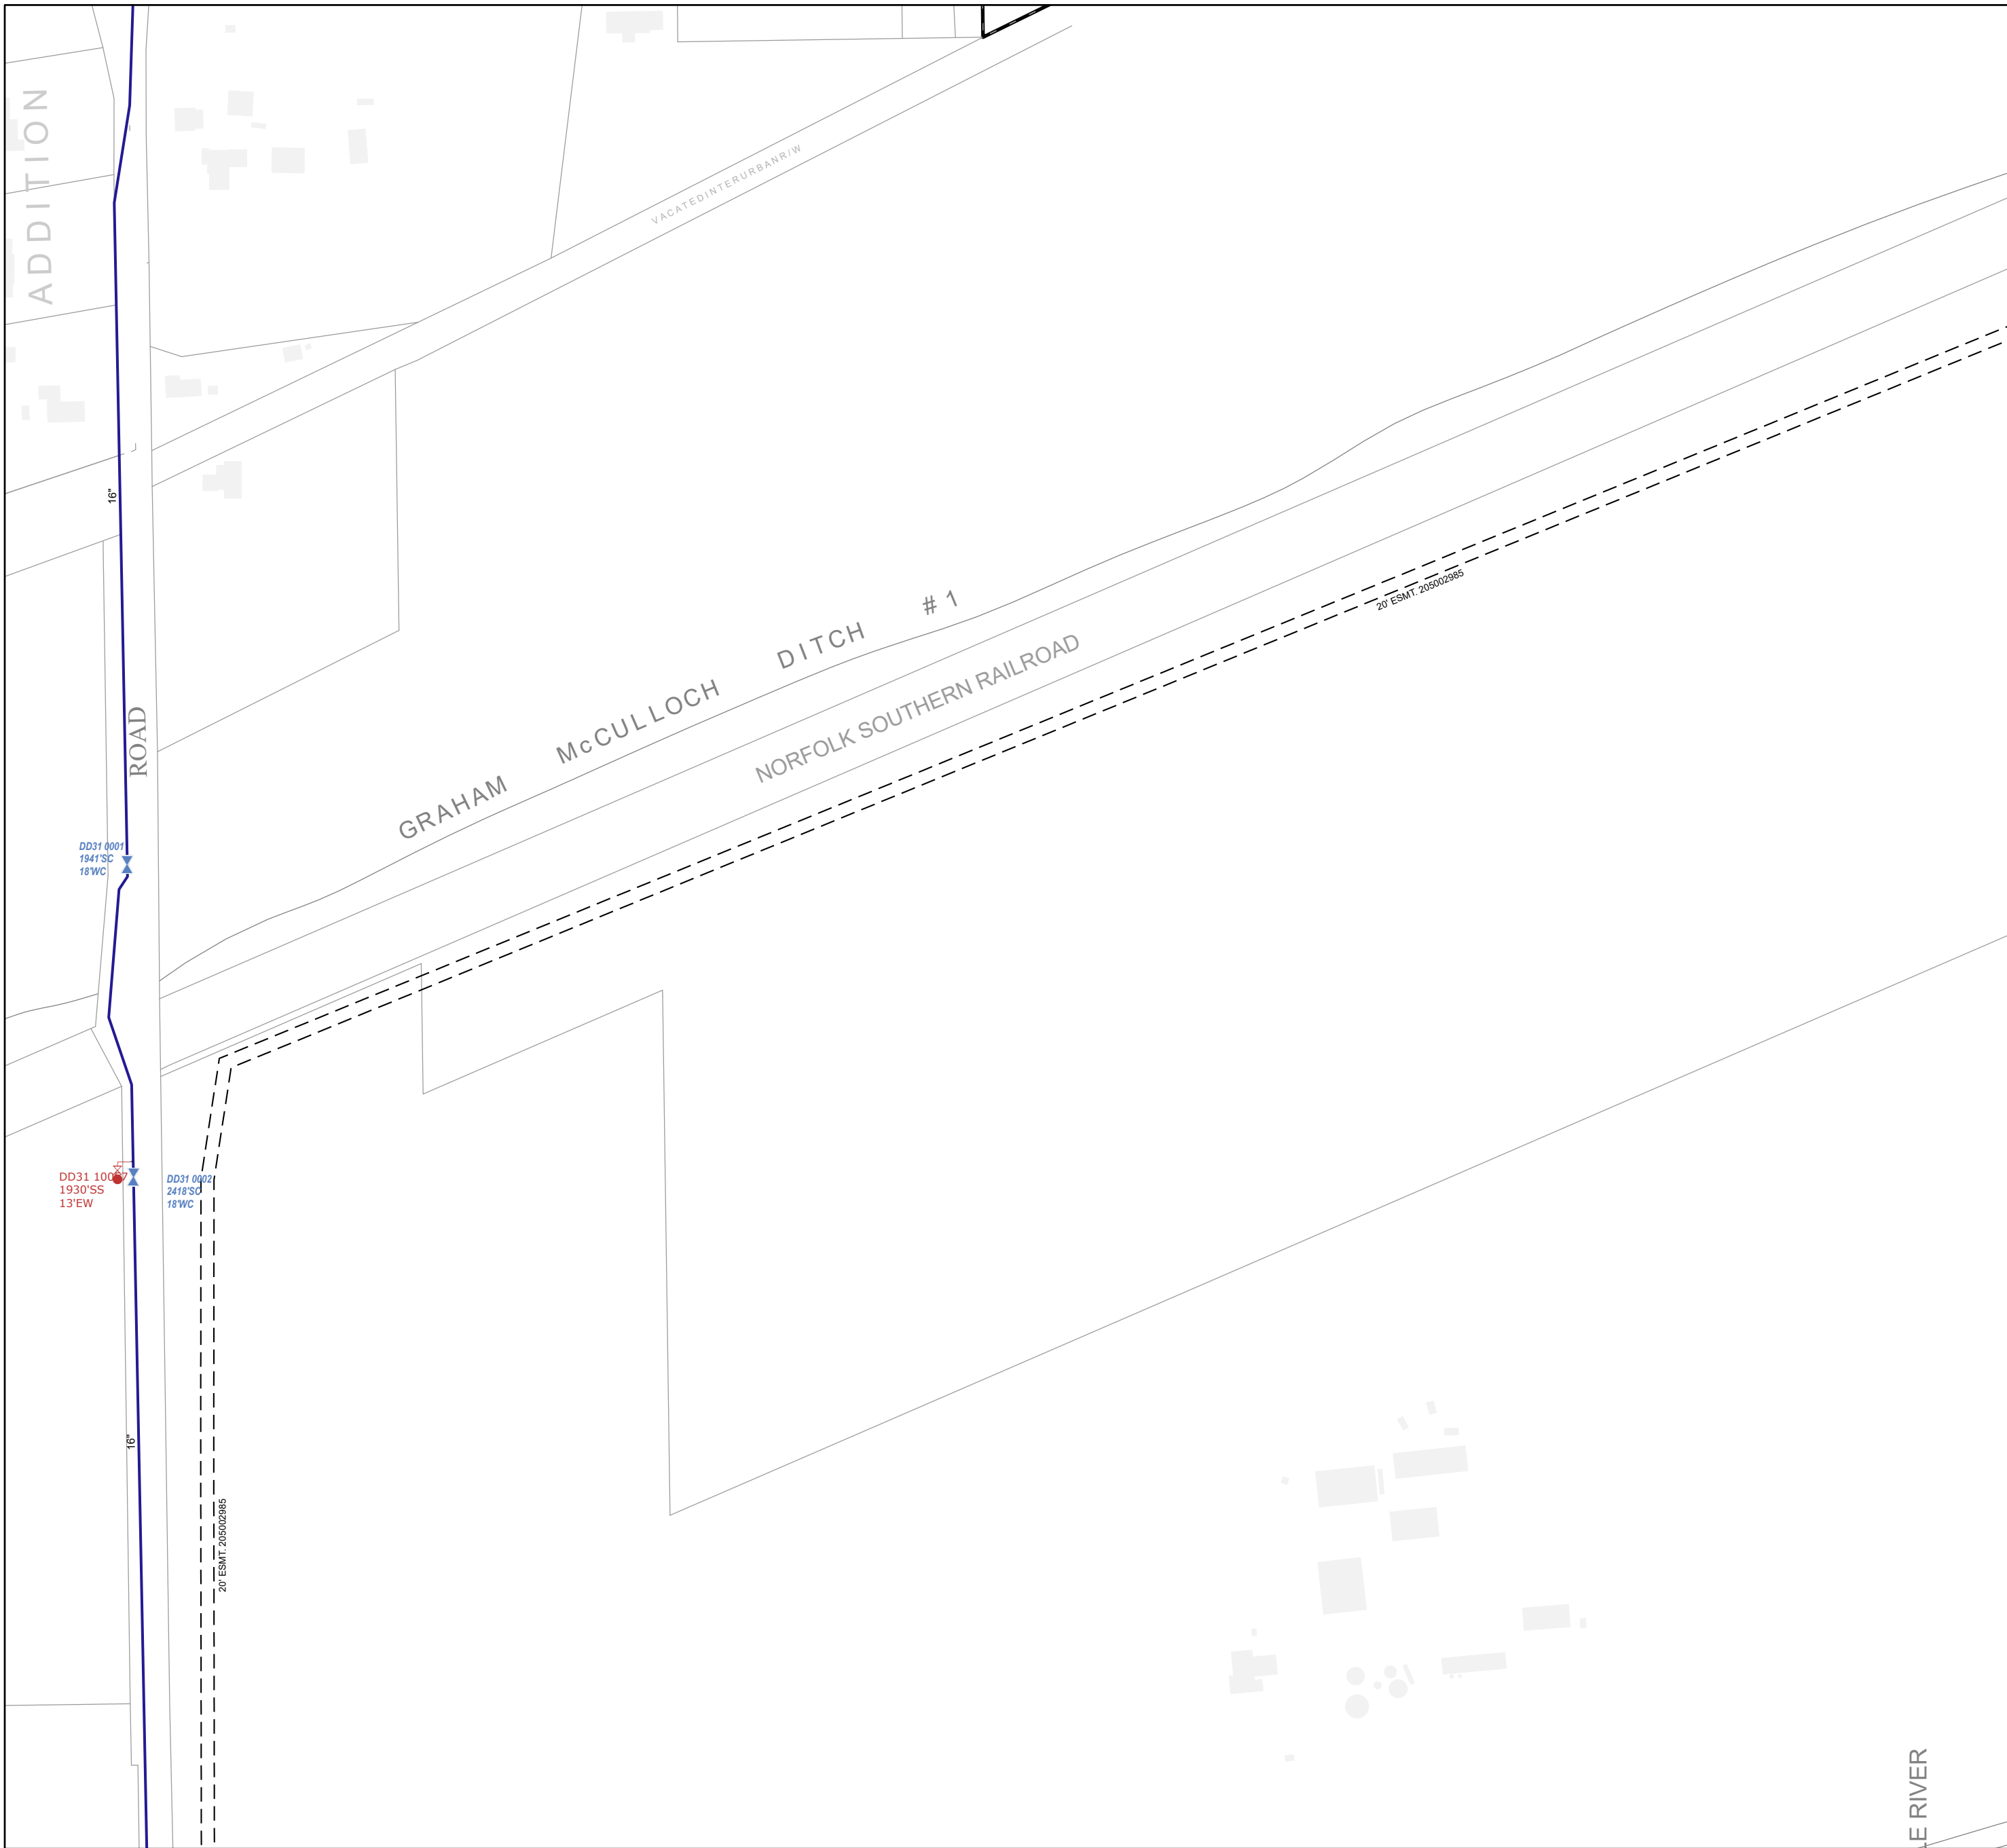 ADDITION
VACATEDINTERURBANR/W
16"
20' ESMT. 205002985
GRAHAM McCULLOCH DITCH # 1
NORFOLK SOUTHERN RAILROAD
ROAD
DD31 0001
1941'SC
18'WC
DD31 0002
2418'SC
18'WC
1930'SS
13'EW
16"
20' ESMT. 205002985
E RIVER